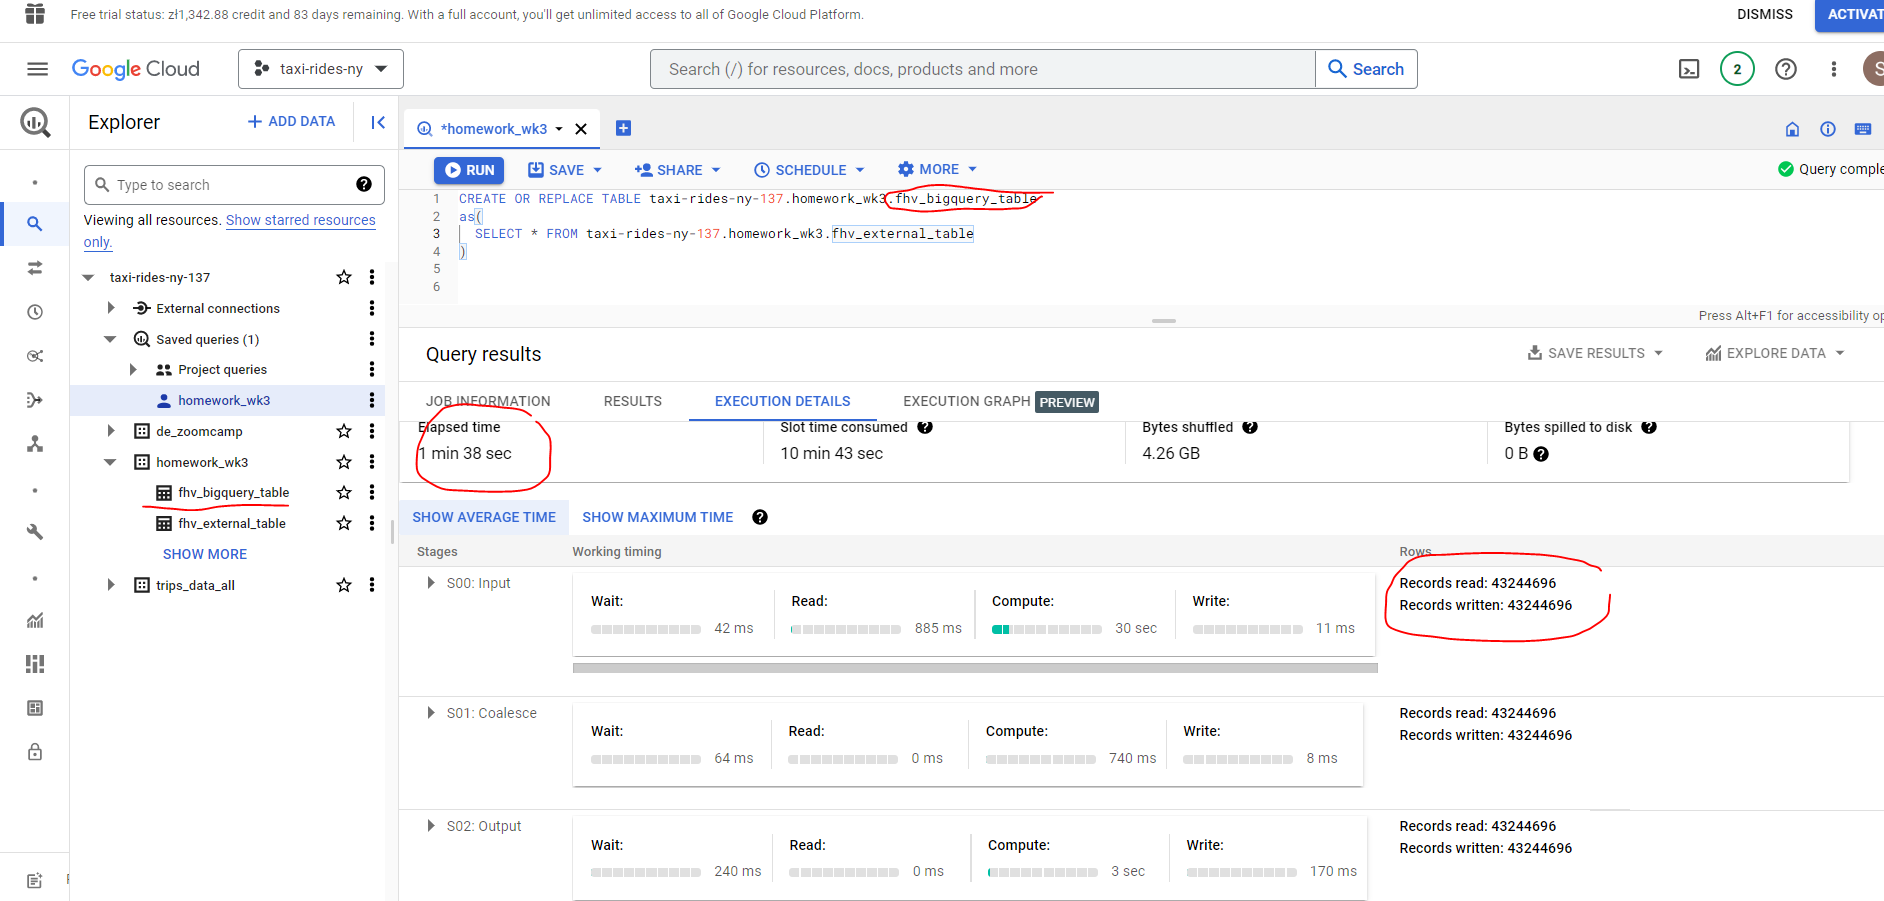 Free trial status: zł1,342.88 credit and 83 days remaining. With a full account, you'll get unlimited access to all of Google Cloud Platform.
DISMISS
ACTIVAT
Google Cloud
taxi-rides-ny
Search (/) for resources, docs, products and more
Search
2
S
Explorer
ADD DATA
Type to search
Viewing all resources. Show starred resources
only.
taxi-rides-ny-137
External connections
Saved queries (1)
Project queries
homework_wk3
de_zoomcamp
homework_wk3
fhv_bigquery_table
fhv_external_table
SHOW MORE
trips_data_all
*homework_wk3
RUN
SAVE
SHARE
SCHEDULE
MORE
Query comple
1 CREATE OR REPLACE TABLE taxi-rides-ny-137.homework_wk3.fhv_bigquery_table
2 as(
3 SELECT * FROM taxi-rides-ny-137.homework_wk3.fhv_external_table
4 )
5
6
Press Alt+F1 for accessibility op
Query results
SAVE RESULTS
EXPLORE DATA
JOB INFORMATION
RESULTS
EXECUTION DETAILS
EXECUTION GRAPH
PREVIEW
Elapsed time
1 min 38 sec
Slot time consumed
10 min 43 sec
Bytes shuffled
4.26 GB
Bytes spilled to disk
0 B
SHOW AVERAGE TIME
SHOW MAXIMUM TIME
Stages
Working timing
Rows
S00: Input
Wait:
42 ms
Read:
885 ms
Compute:
30 sec
Write:
11 ms
Records read: 43244696
Records written: 43244696
S01: Coalesce
Wait:
64 ms
Read:
0 ms
Compute:
740 ms
Write:
8 ms
Records read: 43244696
Records written: 43244696
S02: Output
Wait:
240 ms
Read:
0 ms
Compute:
3 sec
Write:
170 ms
Records read: 43244696
Records written: 43244696